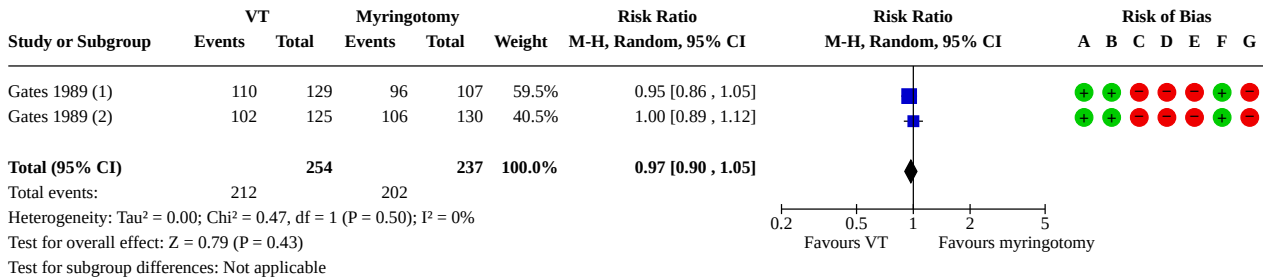 VT Myringotomy Risk Ratio Risk Ratio Risk of Bias
Study or Subgroup Events Total Events Total Weight M-H, Random, 95% CI M-H, Random, 95% CI A B C D E F G
Gates 1989 (1) 110 129 96 107 59.5% 0.95 [0.86 , 1.05] + + − − − + −
Gates 1989 (2) 102 125 106 130 40.5% 1.00 [0.89 , 1.12] + + − − − + −
Total (95% CI) 254 237 100.0% 0.97 [0.90 , 1.05]
Total events: 212 202
Heterogeneity: Tau² = 0.00; Chi² = 0.47, df = 1 (P = 0.50); I² = 0%
0.2 0.5 1 2 5
Test for overall effect: Z = 0.79 (P = 0.43) Favours VT Favours myringotomy
Test for subgroup differences: Not applicable